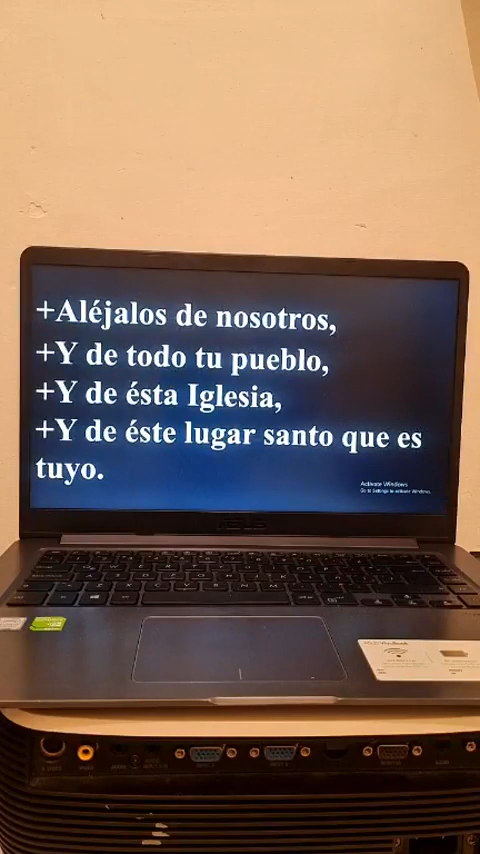 +Aléjalos de nosotros,
+Y de todo tu pueblo,
+Y de ésta Iglesia,
+Y de éste lugar santo que es
tuyo.
Activate Windows
Go to Settings to activate Windows.
ASUS